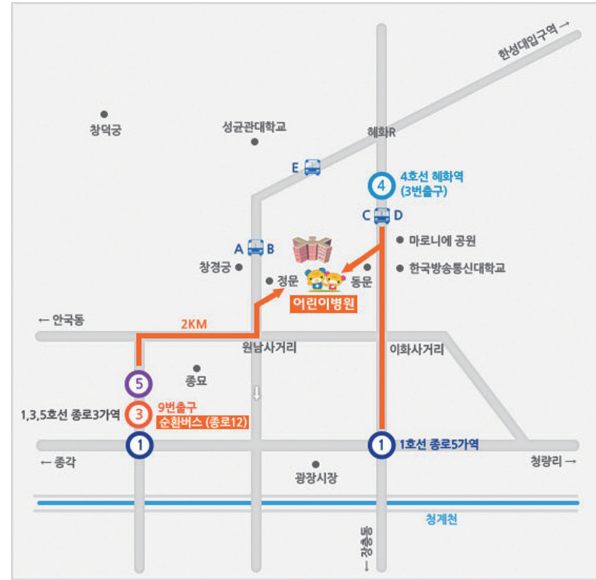 한성대입구역 →
창덕궁
성균관대학교
혜화R
E
4
4호선 혜화역
(3번출구)
C D
A B
마로니에 공원
창경궁
정문
동문
한국방송통신대학교
어린이병원
← 안국동
2KM
원남사거리
이화사거리
종묘
5
1,3,5호선 종로3가역
3
9번출구
순환버스 (종로12)
1
1
1호선 종로5가역
← 종각
청량리 →
광장시장
청계천
← 장충동